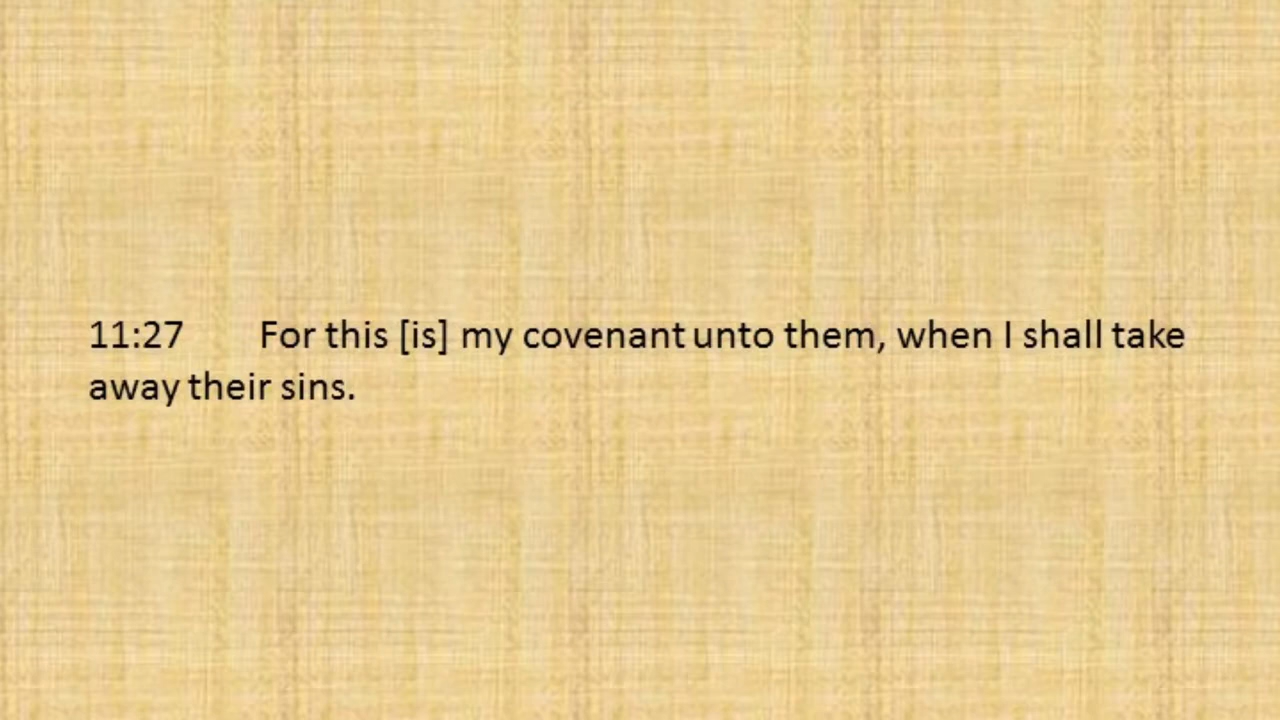 11:27 For this [is] my covenant unto them, when I shall take
away their sins.